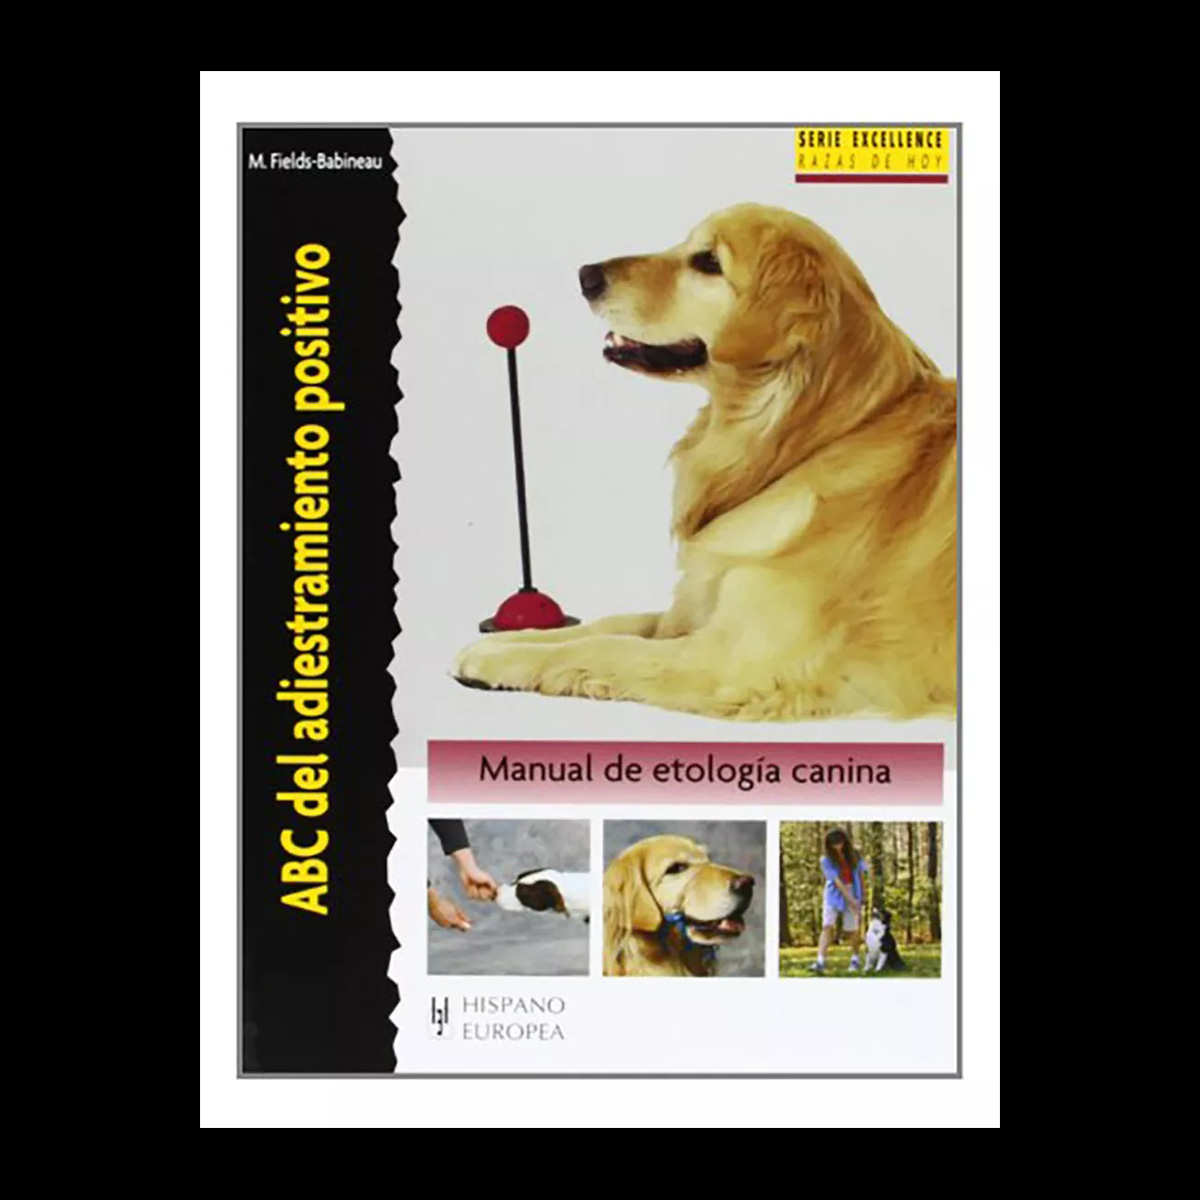 M. Fields-Babineau
ABC del adiestramiento positivo
SERIE EXCELLENCE
RAZAS DE HOY
Manual de etología canina
HISPANO
EUROPEA